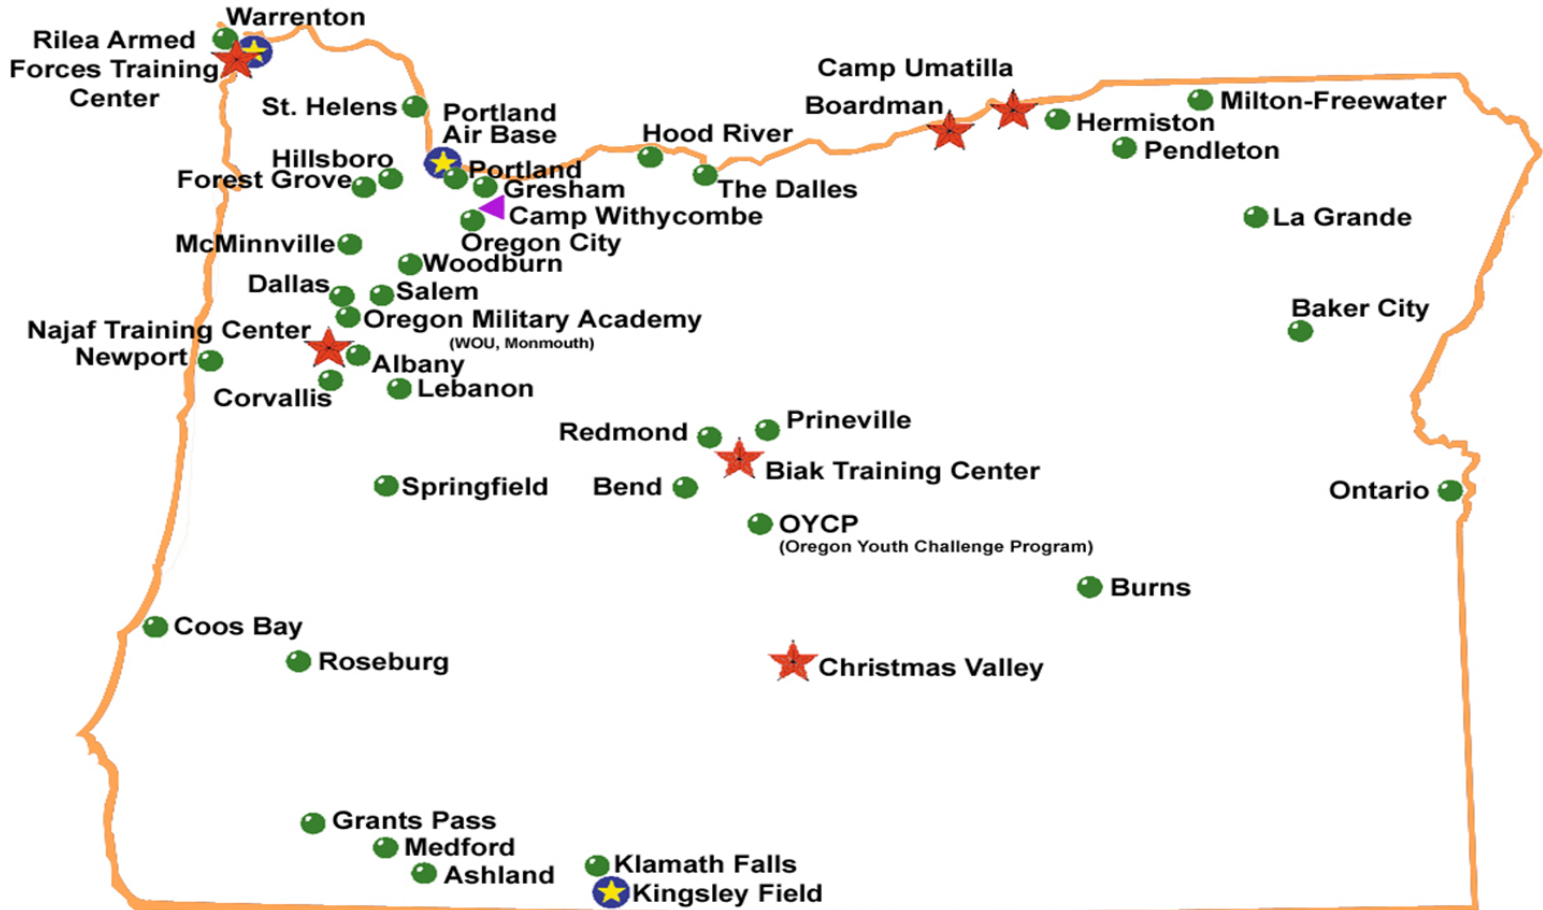 Warrenton
Rilea Armed
Forces Training
Center
Camp Umatilla
Boardman
Milton-Freewater
St. Helens
Portland
Air Base
Hood River
Hermiston
Pendleton
Hillsboro
Forest Grove
Portland
Gresham
The Dalles
Camp Withycombe
La Grande
McMinnville
Oregon City
Woodburn
Dallas
Salem
Baker City
Oregon Military Academy
(WOU, Monmouth)
Najaf Training Center
Newport
Albany
Corvallis
Lebanon
Redmond
Prineville
Biak Training Center
Springfield
Bend
Ontario
OYCP
(Oregon Youth Challenge Program)
Burns
Coos Bay
Roseburg
Christmas Valley
Grants Pass
Medford
Ashland
Klamath Falls
Kingsley Field